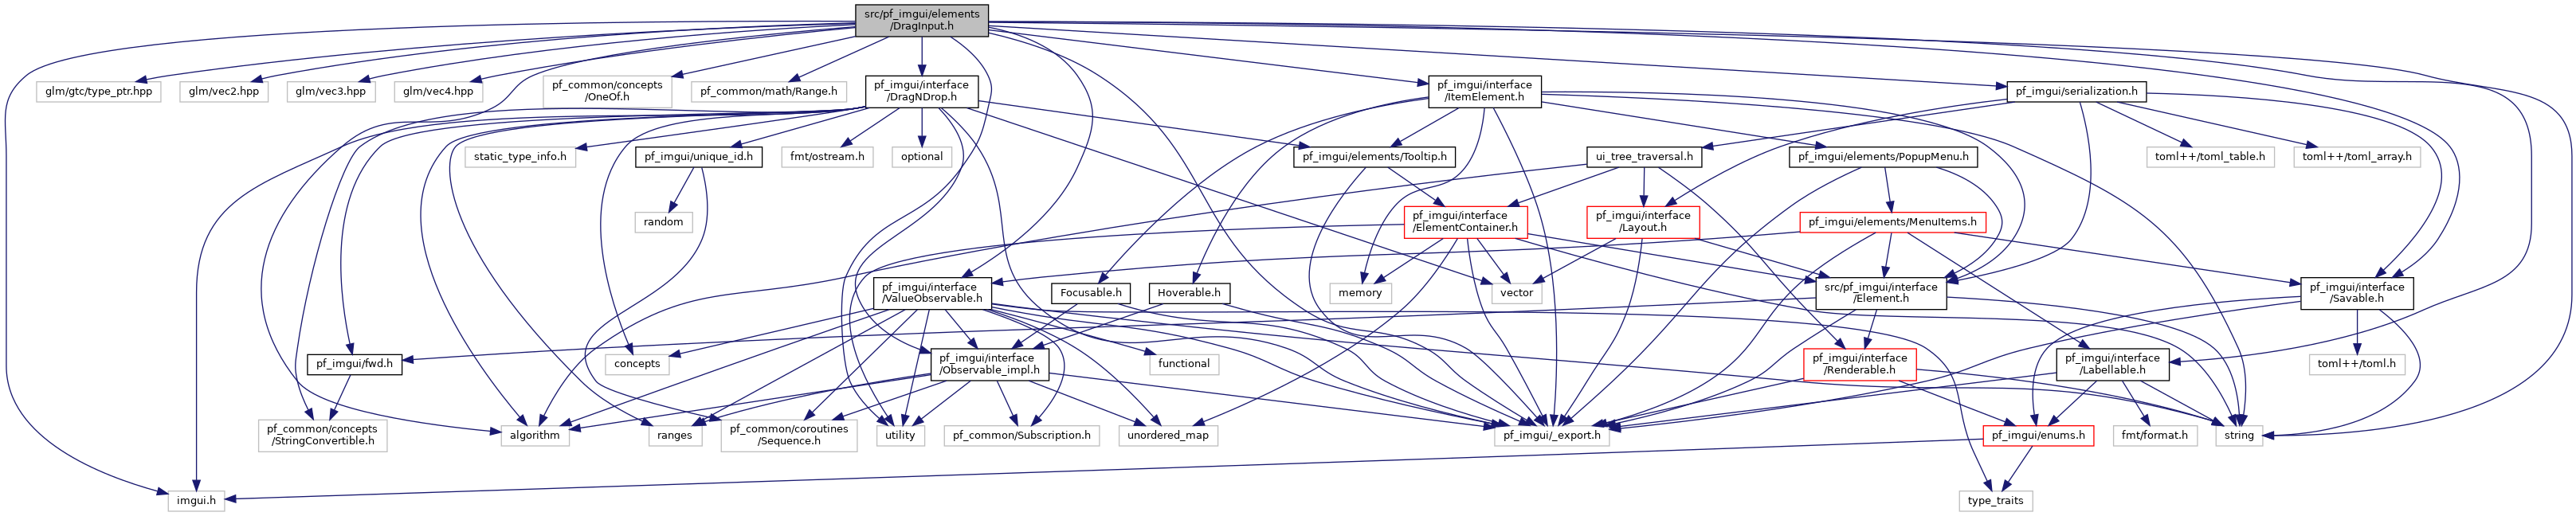 src/pf_imgui/elements
/DragInput.h
glm/gtc/type_ptr.hpp
glm/vec2.hpp
glm/vec3.hpp
glm/vec4.hpp
pf_common/concepts
/OneOf.h
pf_common/math/Range.h
pf_imgui/interface
/DragNDrop.h
pf_imgui/interface
/ItemElement.h
pf_imgui/serialization.h
static_type_info.h
pf_imgui/unique_id.h
fmt/ostream.h
optional
pf_imgui/elements/Tooltip.h
ui_tree_traversal.h
pf_imgui/elements/PopupMenu.h
toml++/toml_table.h
toml++/toml_array.h
random
pf_imgui/interface
/ElementContainer.h
pf_imgui/interface
/Layout.h
pf_imgui/elements/MenuItems.h
pf_imgui/interface
/ValueObservable.h
Focusable.h
Hoverable.h
memory
vector
src/pf_imgui/interface
/Element.h
pf_imgui/interface
/Savable.h
pf_imgui/fwd.h
concepts
pf_imgui/interface
/Observable_impl.h
functional
pf_imgui/interface
/Renderable.h
pf_imgui/interface
/Labellable.h
toml++/toml.h
pf_common/concepts
/StringConvertible.h
algorithm
ranges
pf_common/coroutines
/Sequence.h
utility
pf_common/Subscription.h
unordered_map
pf_imgui/_export.h
pf_imgui/enums.h
fmt/format.h
string
imgui.h
type_traits